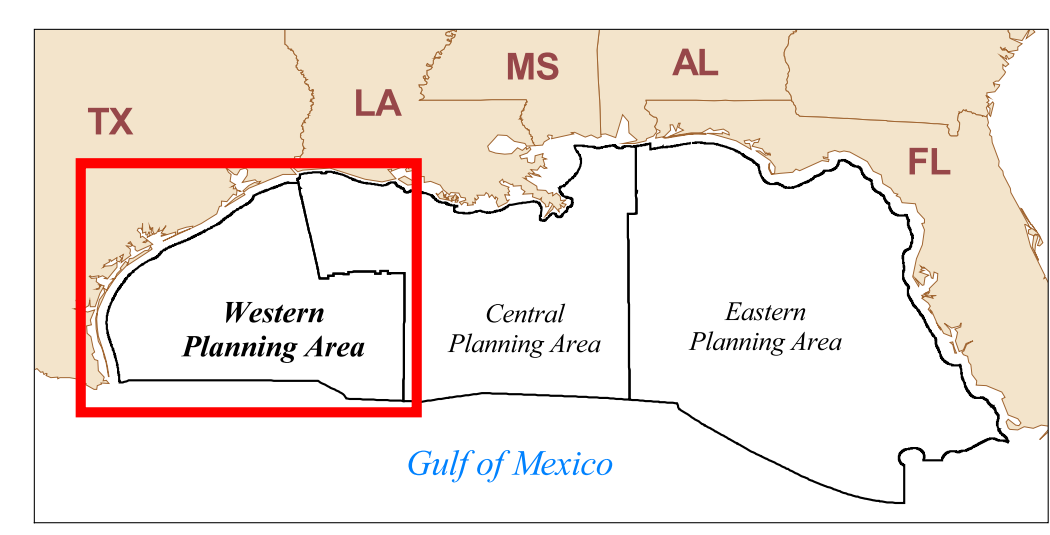 MS
AL
LA
TX
FL
Western
Planning Area
Central
Planning Area
Eastern
Planning Area
Gulf of Mexico